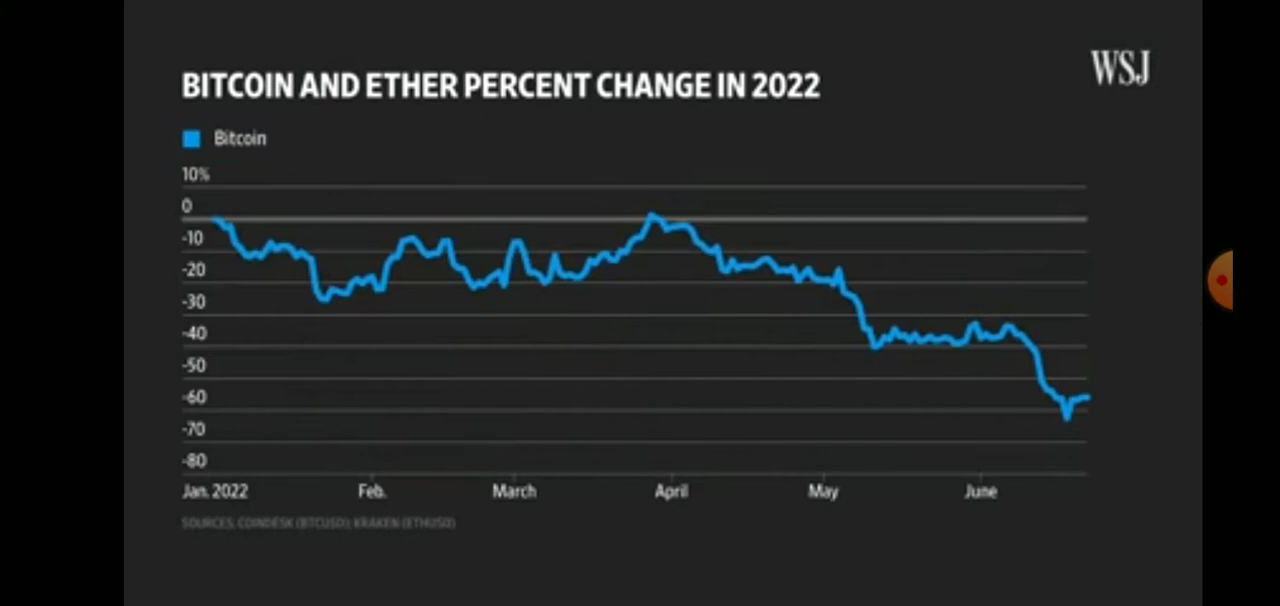 WSJ
BITCOIN AND ETHER PERCENT CHANGE IN 2022
Bitcoin
10%
0
-10
-20
-30
-40
-50
-60
-70
-80
Jan. 2022 Feb. March April May June
SOURCES: COINDESK (BTCUSD); KRAKEN (ETHUSD)